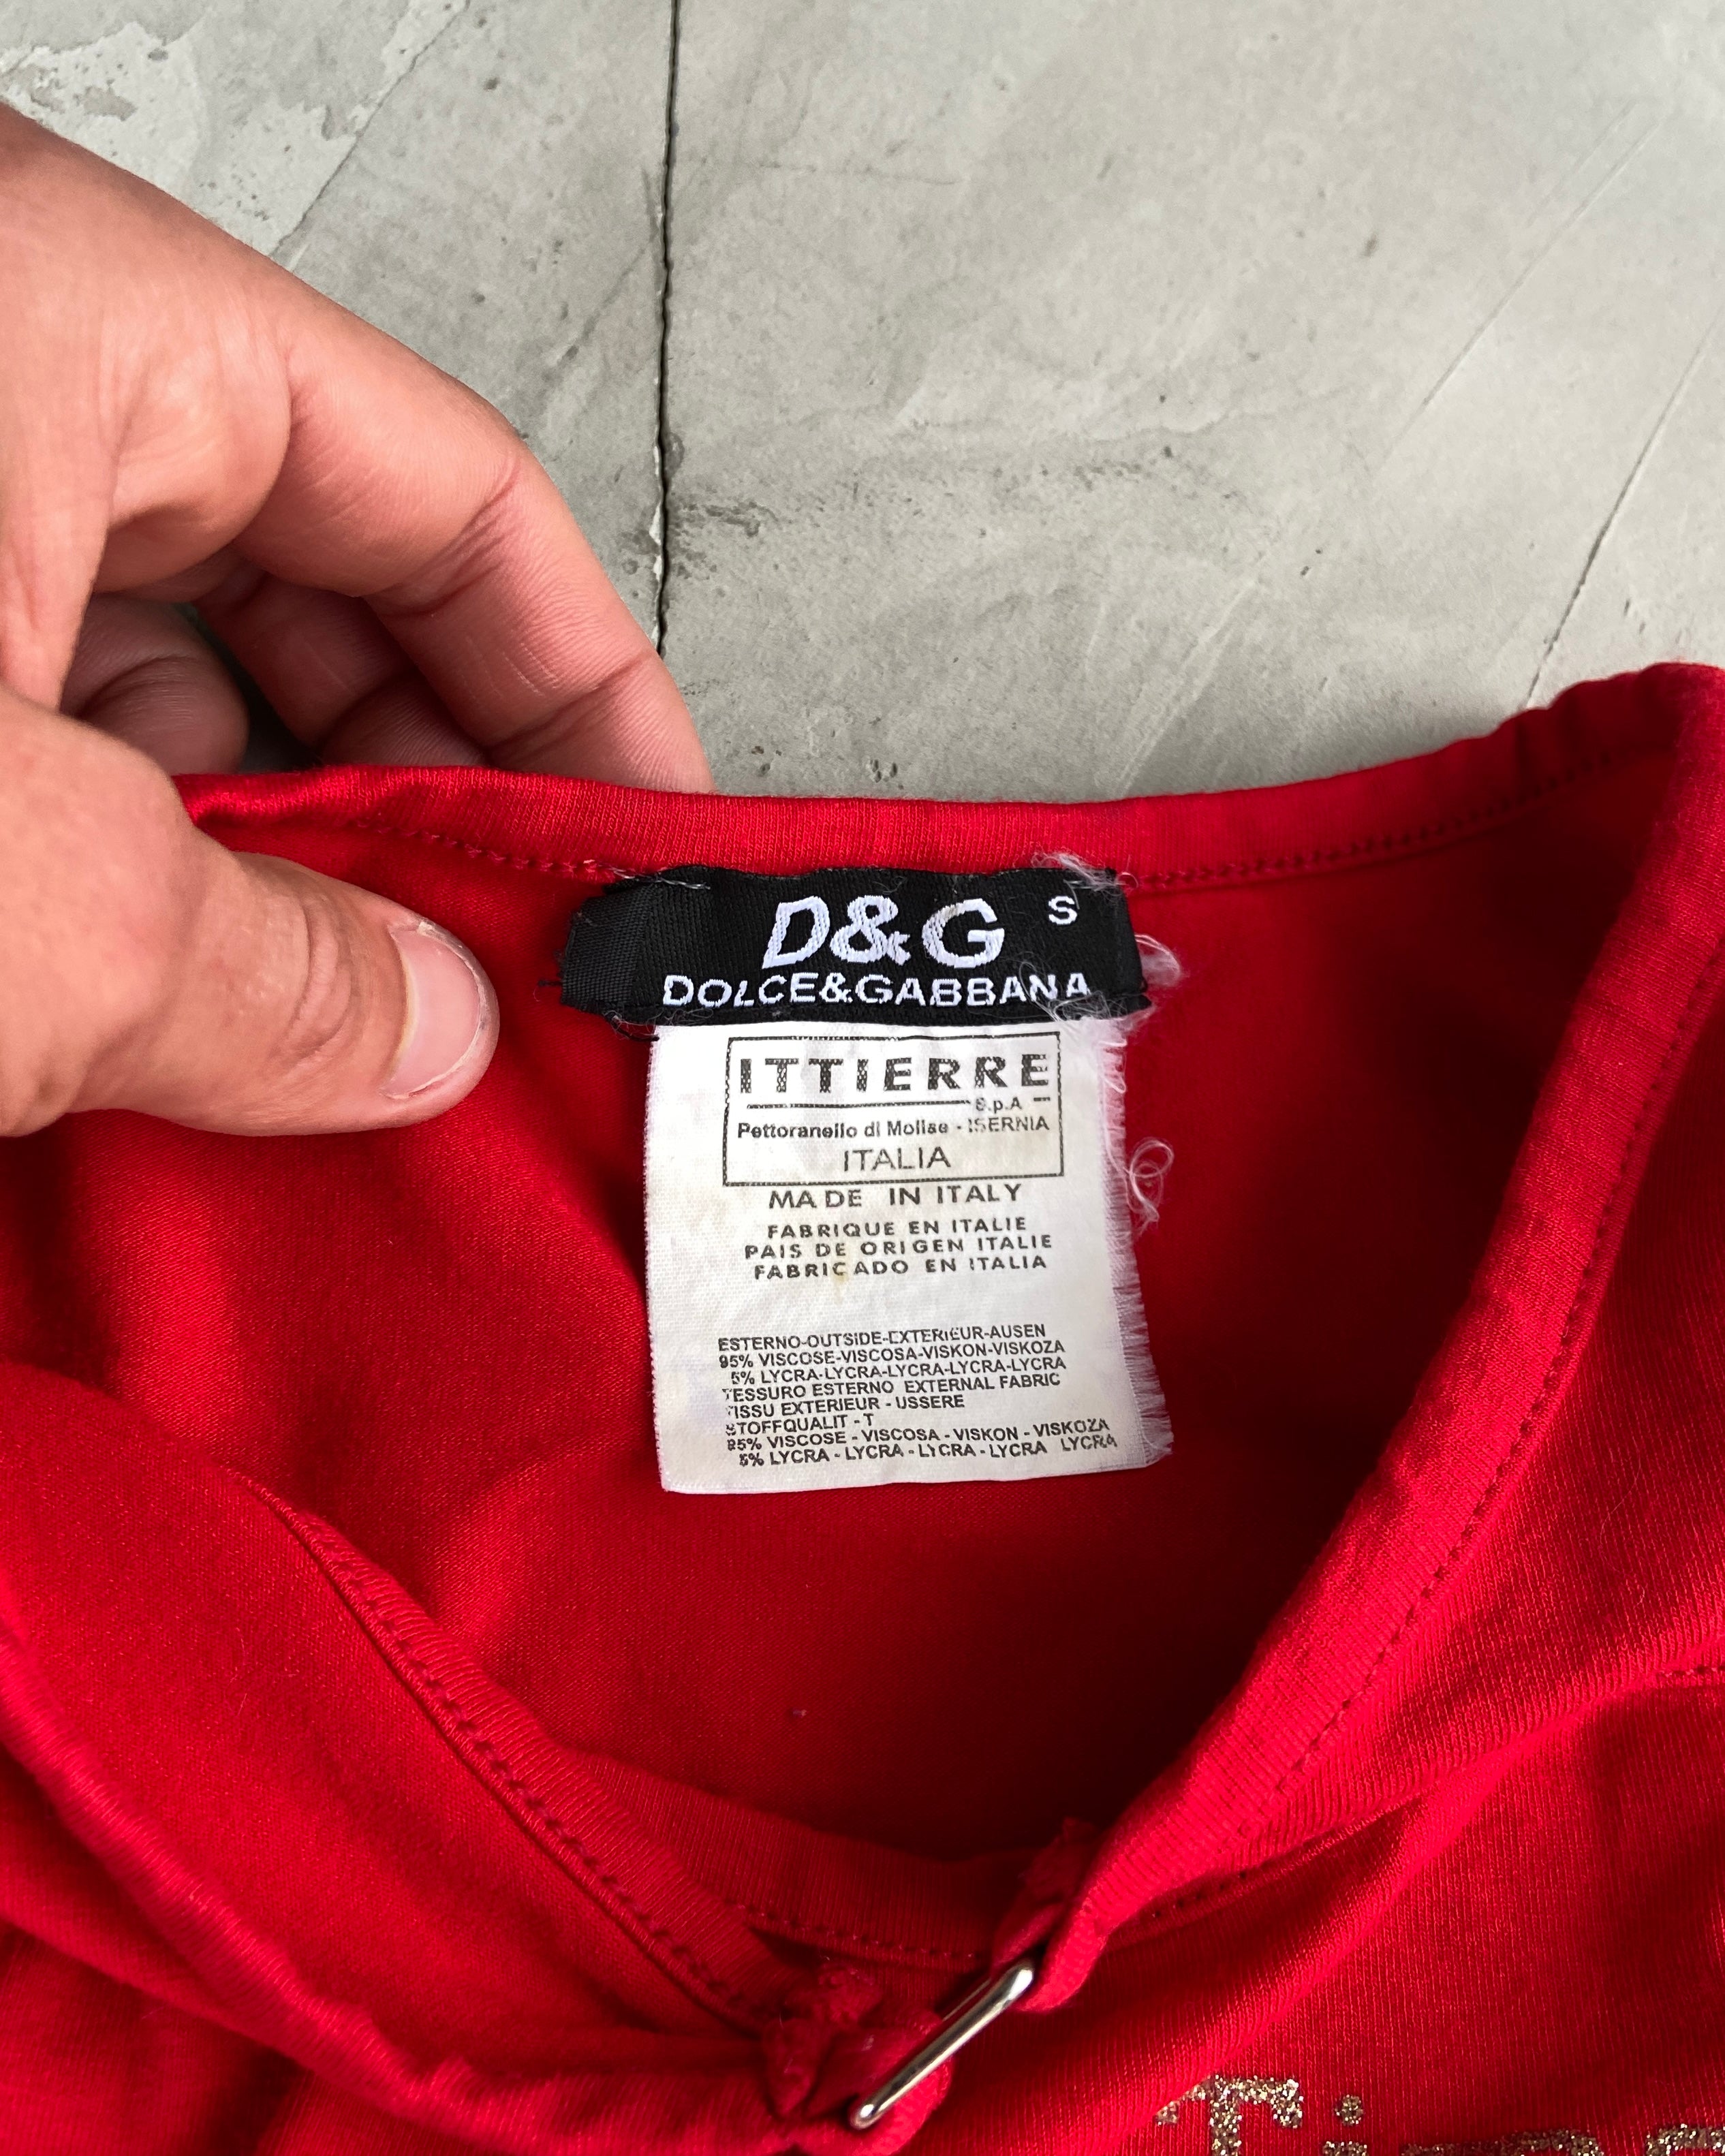 D&G S
DOLCE&GABBANA
ITTIERRE
S.p.A
Pettoranello di Molise - ISERNIA
ITALIA
MADE IN ITALY
FABRIQUE EN ITALIE
PAIS DE ORIGEN ITALIE
FABRICADO EN ITALIA
ESTERNO-OUTSIDE-EXTERIEUR-AUSEN
95% VISCOSE-VISCOSA-VISKON-VISKOZA
5% LYCRA-LYCRA-LYCRA-LYCRA-LYCRA
TESSURO ESTERNO EXTERNAL FABRIC
TISSU EXTERIEUR - USSERE
STOFFQUALIT - T
95% VISCOSE - VISCOSA - VISKON - VISKOZA
5% LYCRA - LYCRA - LYCRA - LYCRA LYCRA